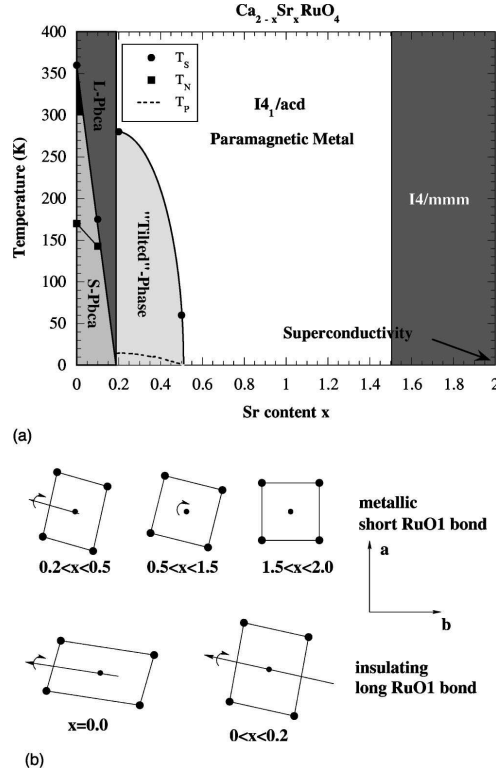 Ca2 - xSrxRuO4
Temperature (K)
400
350
300
250
200
150
100
50
0
L-Pbca
S-Pbca
TS
TN
TP
"Tilted"-Phase
I41/acd
Paramagnetic Metal
I4/mmm
Superconductivity
0 0.2 0.4 0.6 0.8 1 1.2 1.4 1.6 1.8 2
Sr content x
(a)
0.2<x<0.5 0.5<x<1.5 1.5<x<2.0
metallic
short RuO1 bond
a
b
x=0.0 0<x<0.2
insulating
long RuO1 bond
(b)